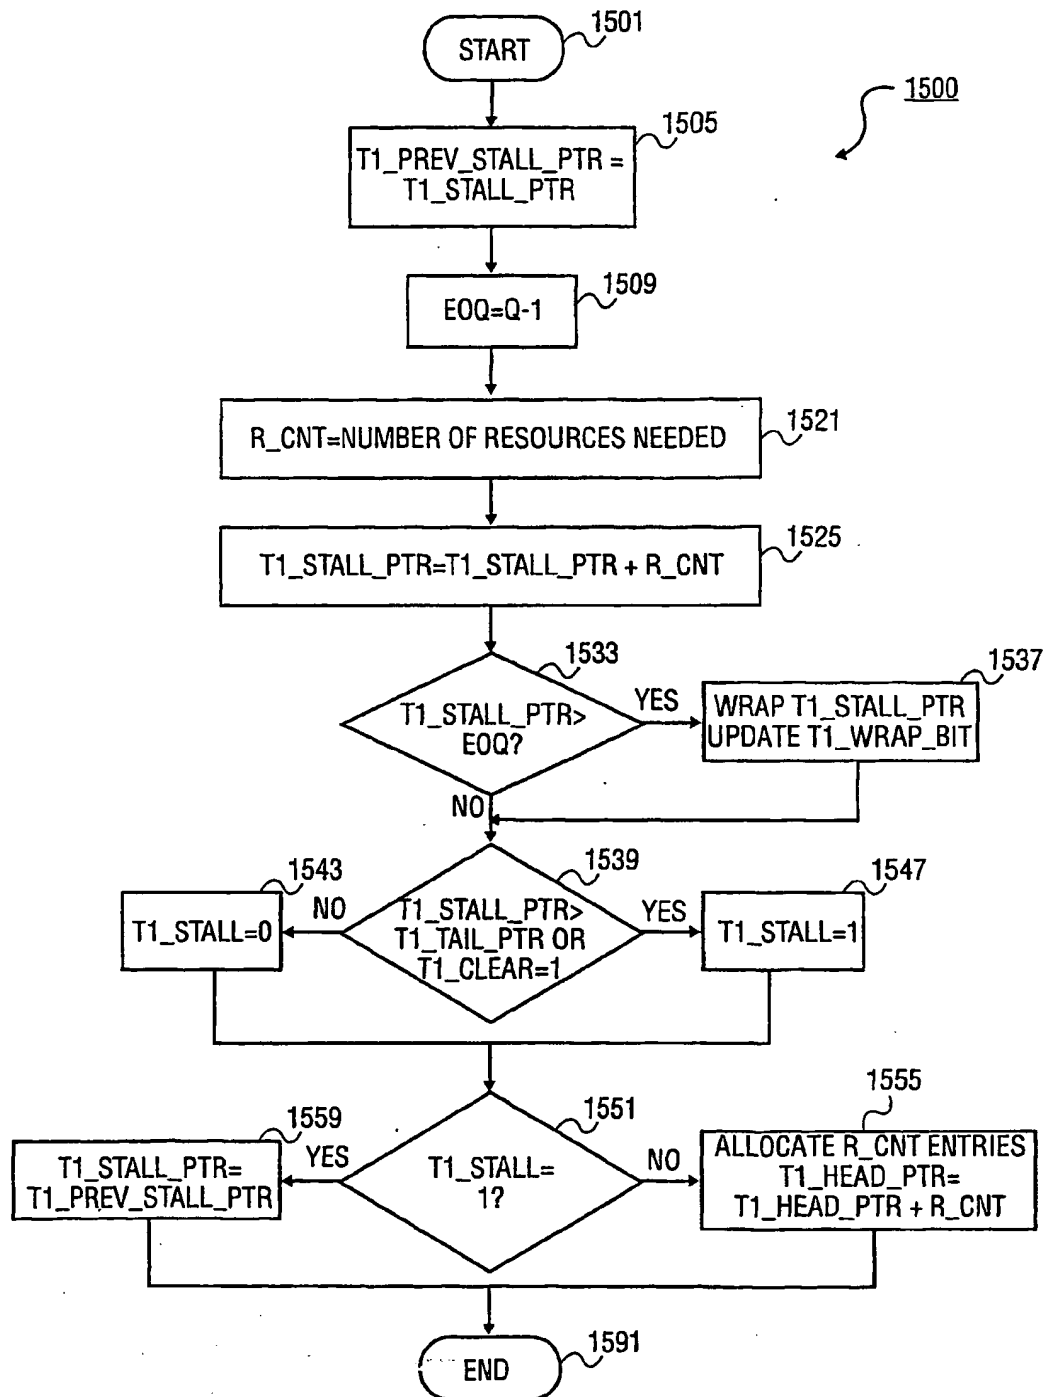 START
1501
1500
T1_PREV_STALL_PTR =
T1_STALL_PTR
1505
EOQ=Q-1
1509
R_CNT=NUMBER OF RESOURCES NEEDED
1521
T1_STALL_PTR=T1_STALL_PTR + R_CNT
1525
T1_STALL_PTR>
EOQ?
1533
YES
WRAP T1_STALL_PTR
UPDATE T1_WRAP_BIT
1537
NO
T1_STALL_PTR>
T1_TAIL_PTR OR
T1_CLEAR=1
1539
NO
T1_STALL=0
1543
YES
T1_STALL=1
1547
T1_STALL=
1?
1551
YES
T1_STALL_PTR=
T1_PREV_STALL_PTR
1559
NO
ALLOCATE R_CNT ENTRIES
T1_HEAD_PTR=
T1_HEAD_PTR + R_CNT
1555
END
1591